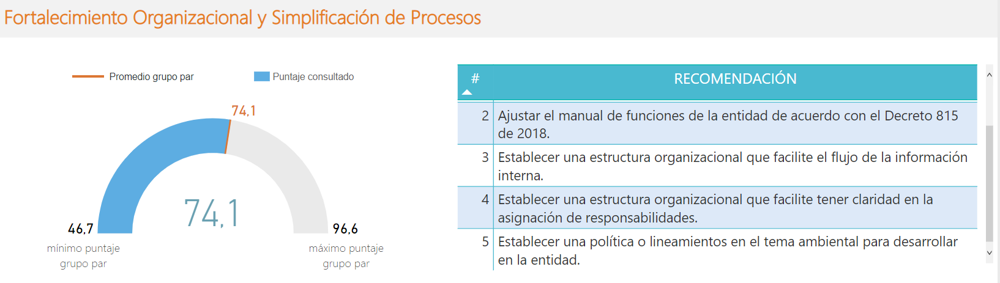 Fortalecimiento Organizacional y Simplificación de Procesos
Promedio grupo par
Puntaje consultado
74,1
74,1
46,7
mínimo puntaje
grupo par
96,6
máximo puntaje
grupo par
# RECOMENDACIÓN
2 Ajustar el manual de funciones de la entidad de acuerdo con el Decreto 815
de 2018.
3 Establecer una estructura organizacional que facilite el flujo de la información
interna.
4 Establecer una estructura organizacional que facilite tener claridad en la
asignación de responsabilidades.
5 Establecer una política o lineamientos en el tema ambiental para desarrollar
en la entidad.